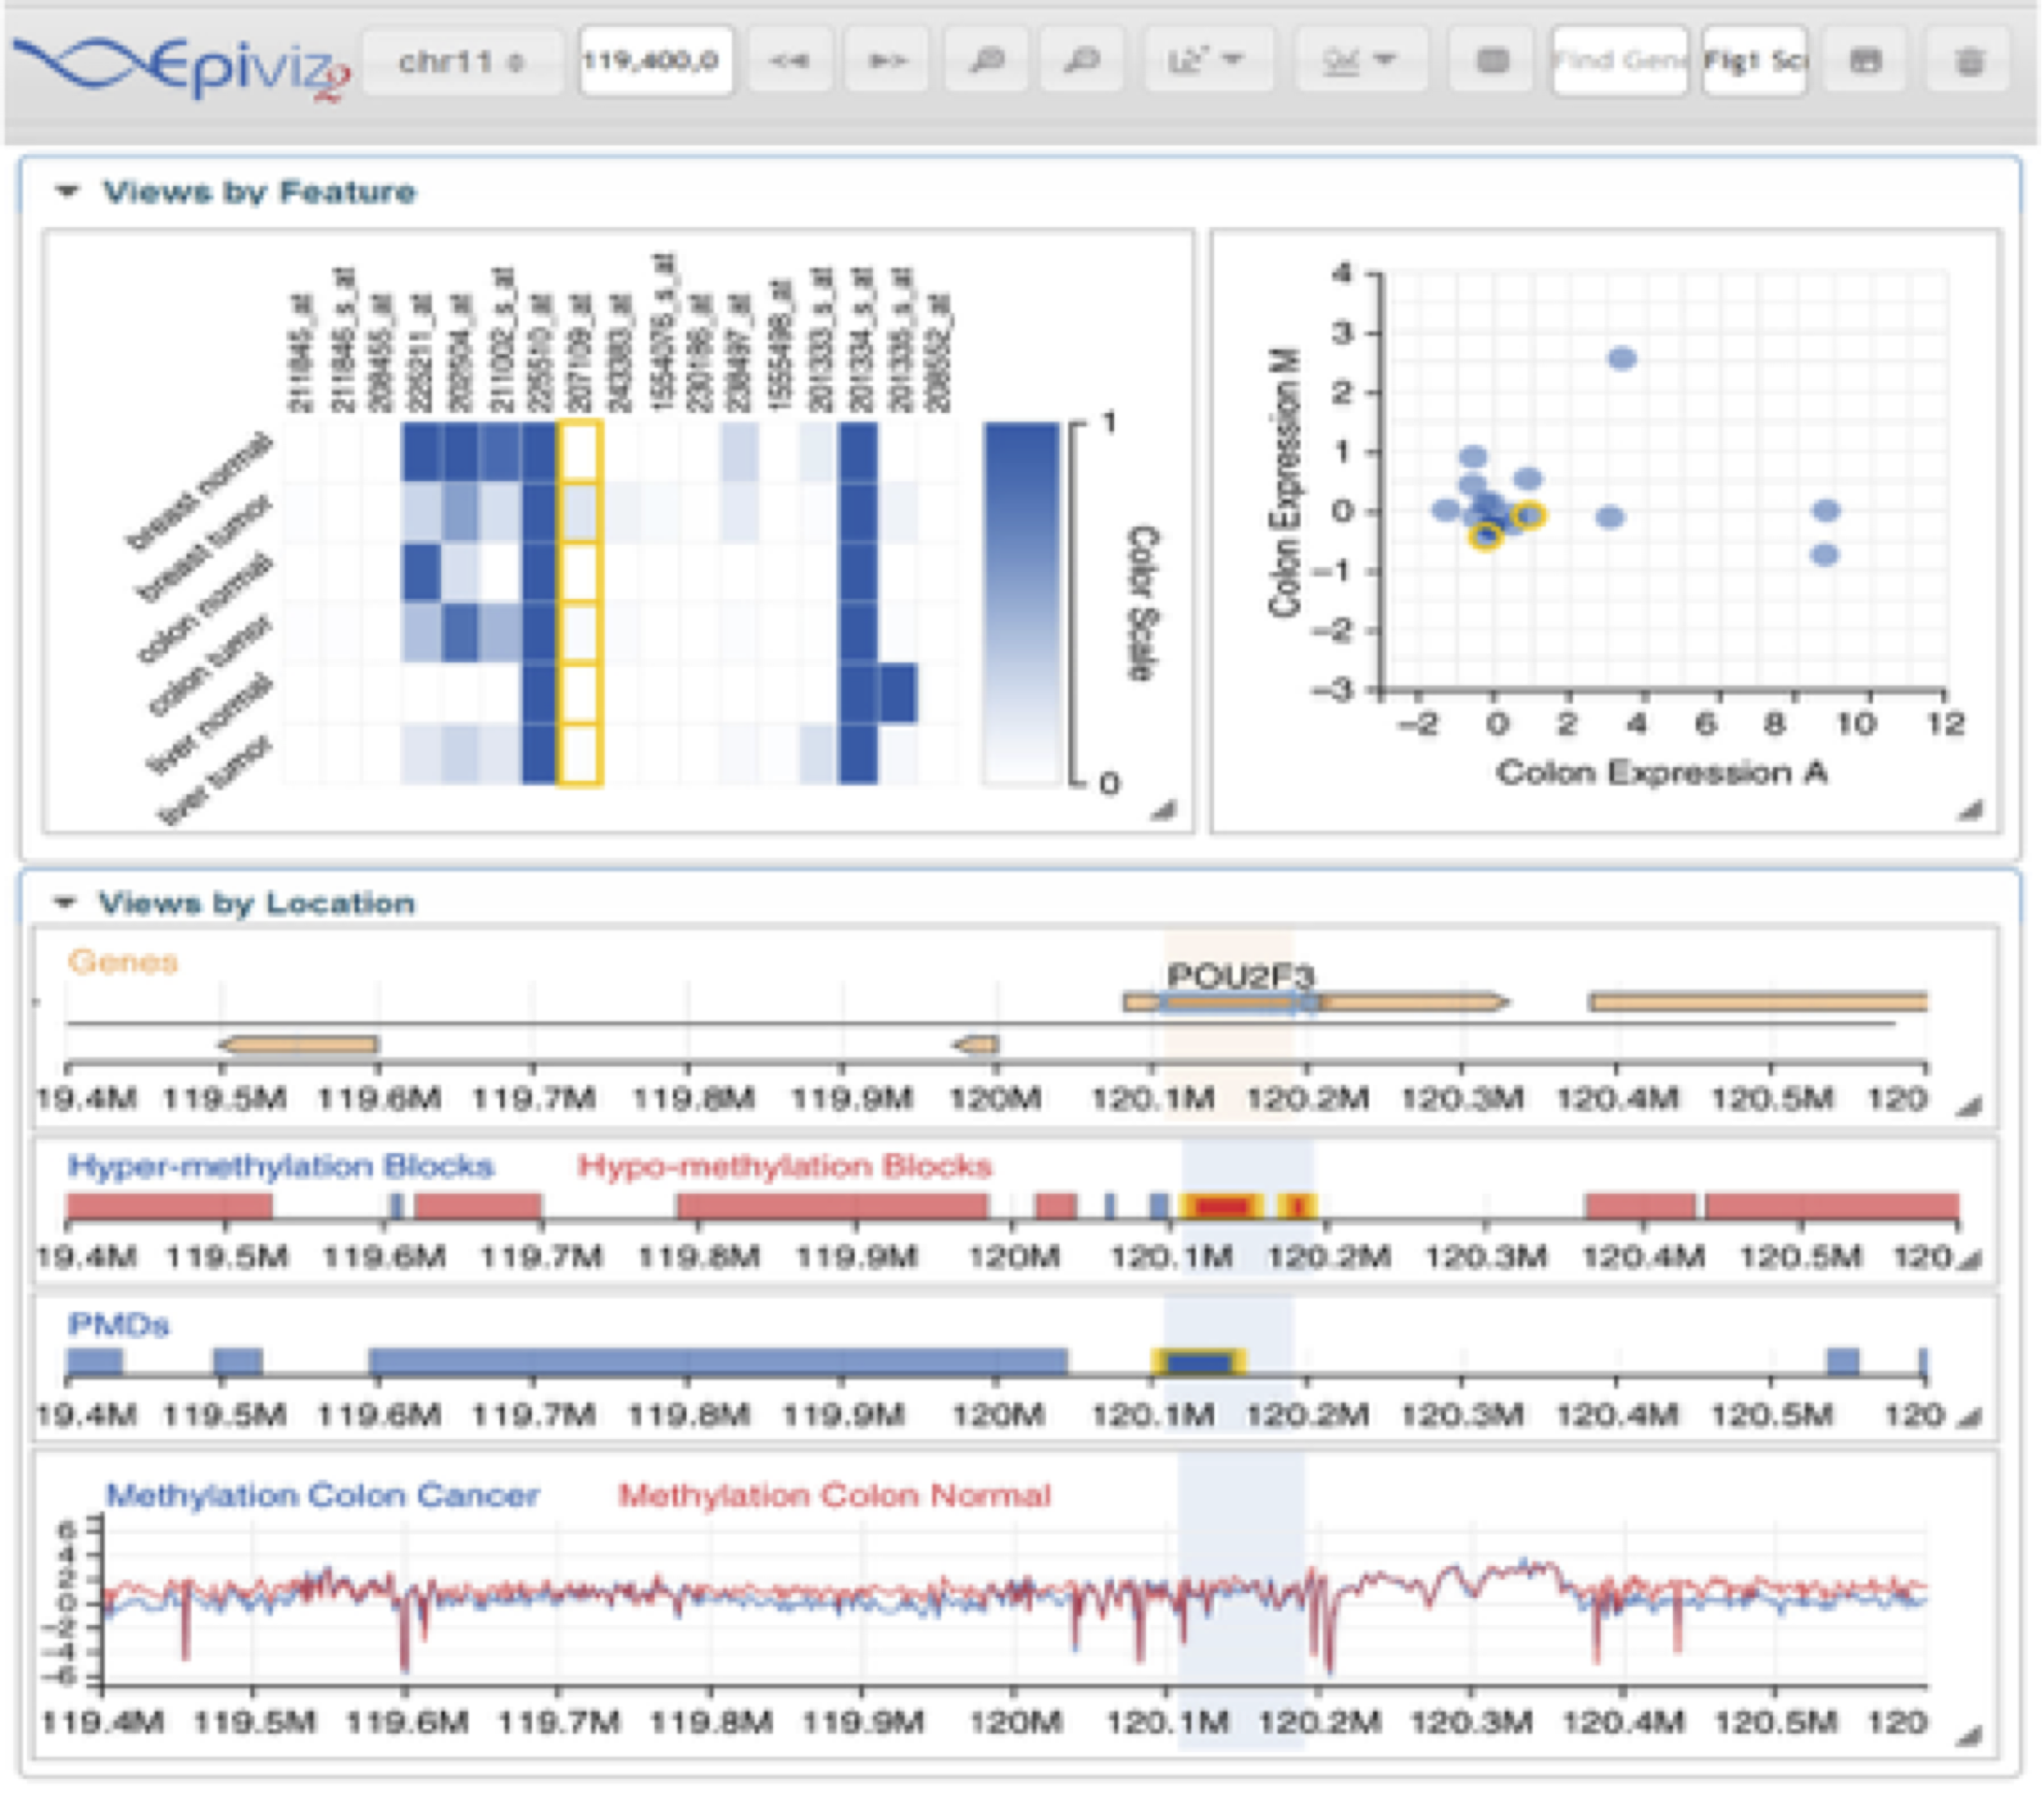 Epiviz 2 chr11 119,400,0 Find Gen Fig1 Sc
Views by Feature
211845_at
211846_s_at
208455_at
225211_at
202504_at
211002_s_at
225510_at
207109_at
243383_at
1554076_s_at
230186_at
238497_at
1555498_at
201333_s_at
201334_s_at
201335_s_at
208552_at
breast normal
breast tumor
colon normal
colon tumor
liver normal
liver tumor
1
0
Color Scale
4
3
2
1
0
−1
−2
−3
Colon Expression M
−2 0 2 4 6 8 10 12
Colon Expression A
Views by Location
Genes
POU2F3
19.4M 119.5M 119.6M 119.7M 119.8M 119.9M 120M 120.1M 120.2M 120.3M 120.4M 120.5M 120
Hyper-methylation Blocks Hypo-methylation Blocks
19.4M 119.5M 119.6M 119.7M 119.8M 119.9M 120M 120.1M 120.2M 120.3M 120.4M 120.5M 120
PMDs
19.4M 119.5M 119.6M 119.7M 119.8M 119.9M 120M 120.1M 120.2M 120.3M 120.4M 120.5M 120
Methylation Colon Cancer Methylation Colon Normal
6
4
2
0
−2
−4
−6
119.4M 119.5M 119.6M 119.7M 119.8M 119.9M 120M 120.1M 120.2M 120.3M 120.4M 120.5M 120